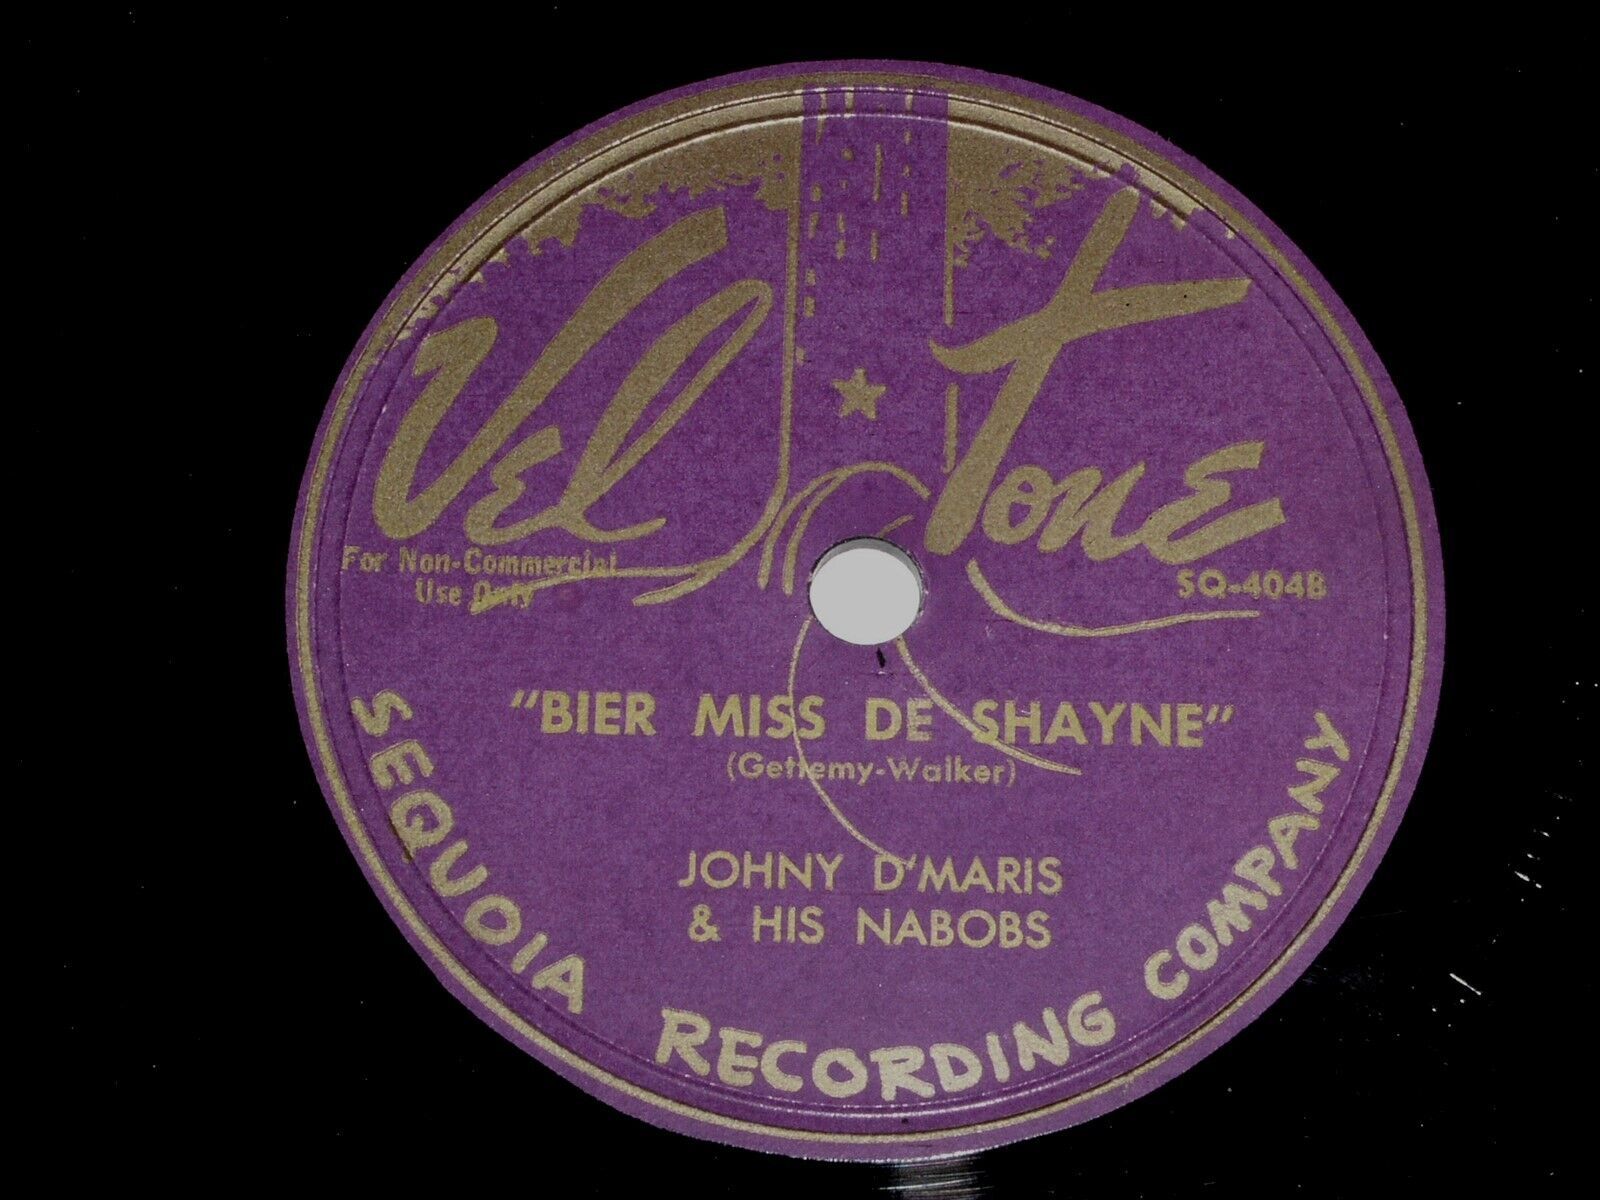 Vel Tone
For Non-Commercial
Use Only
SQ-404B
"BIER MISS DE SHAYNE"
(Getremy-Walker)
JOHNY D'MARIS
& HIS NABOBS
SEQUOIA RECORDING COMPANY